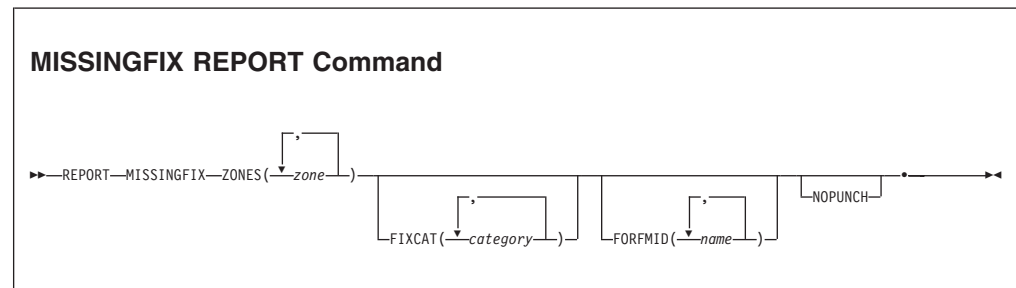 MISSINGFIX REPORT Command
, 
REPORT MISSINGFIX ZONES( zone ) .
NOPUNCH
, ,
FIXCAT( category ) FORFMID( name )